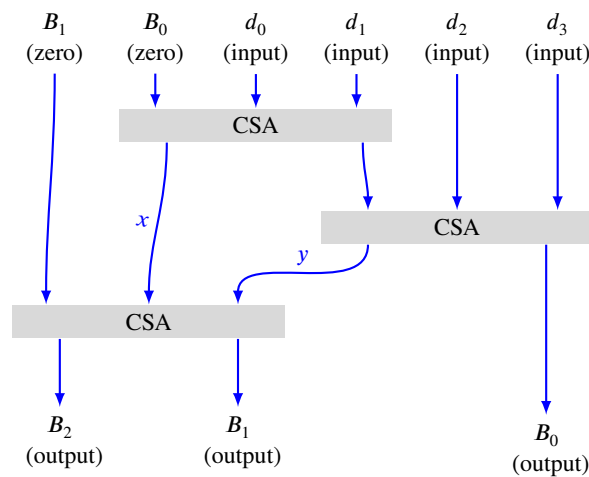 B₁ B₀ d₀ d₁ d₂ d₃
(zero) (zero) (input) (input) (input) (input)
CSA
x
CSA
y
CSA
B₂ B₁ B₀
(output) (output) (output)